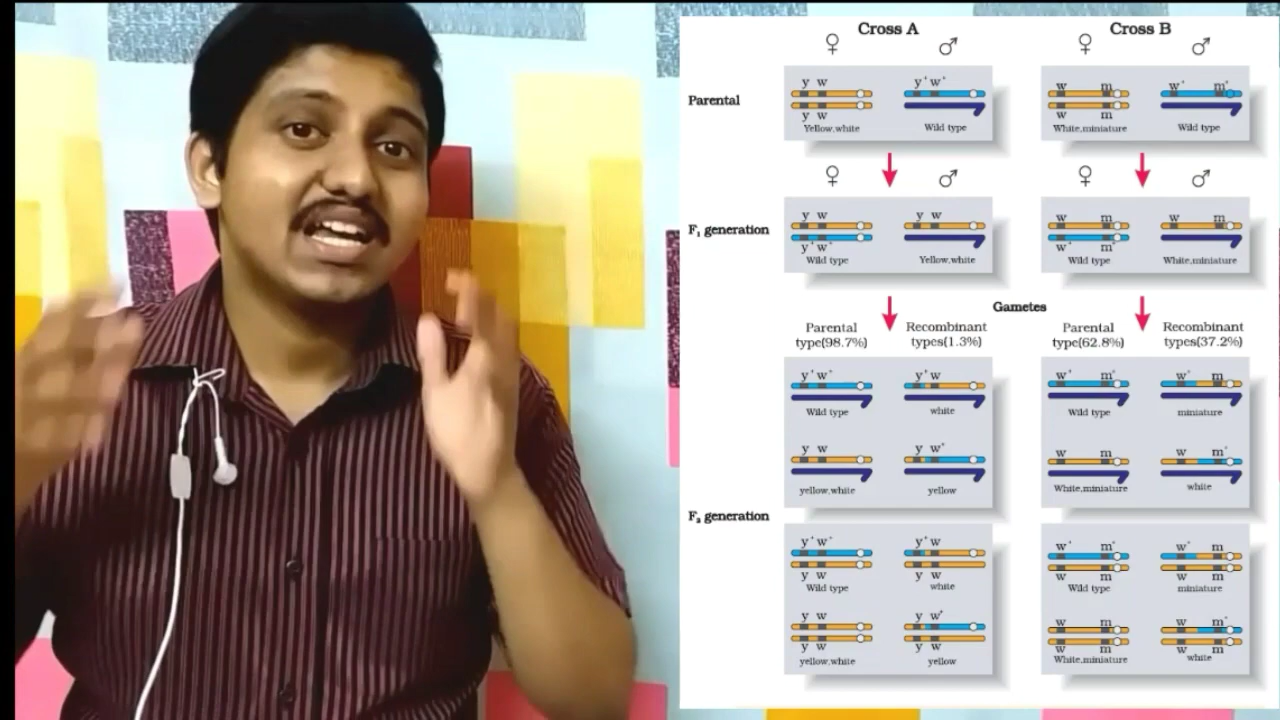 Cross A
Cross B
♀ ♂ ♀ ♂
Parental
y w
y⁺w⁺
w m
w⁺ m⁺
y w
w m
Yellow,white
Wild type
White,miniature
Wild type
♀ ♂ ♀ ♂
F₁ generation
y w
y w
w m
w m
y⁺w⁺
w⁺ m⁺
Wild type
Yellow,white
Wild type
White,miniature
Gametes
Parental
type(98.7%)
Recombinant
types(1.3%)
Parental
type(62.8%)
Recombinant
types(37.2%)
y⁺w⁺
y⁺w
w⁺ m⁺
w⁺ m
Wild type
white
Wild type
miniature
y w
y w⁺
w m
w m⁺
yellow,white
yellow
White,miniature
white
F₂ generation
y⁺w⁺
y⁺w
w⁺ m⁺
w⁺ m
y w
y w
w m
w m
Wild type
white
Wild type
miniature
y w
y w⁺
w m
w m⁺
y w
y w
w m
w m
yellow,white
yellow
White,miniature
white